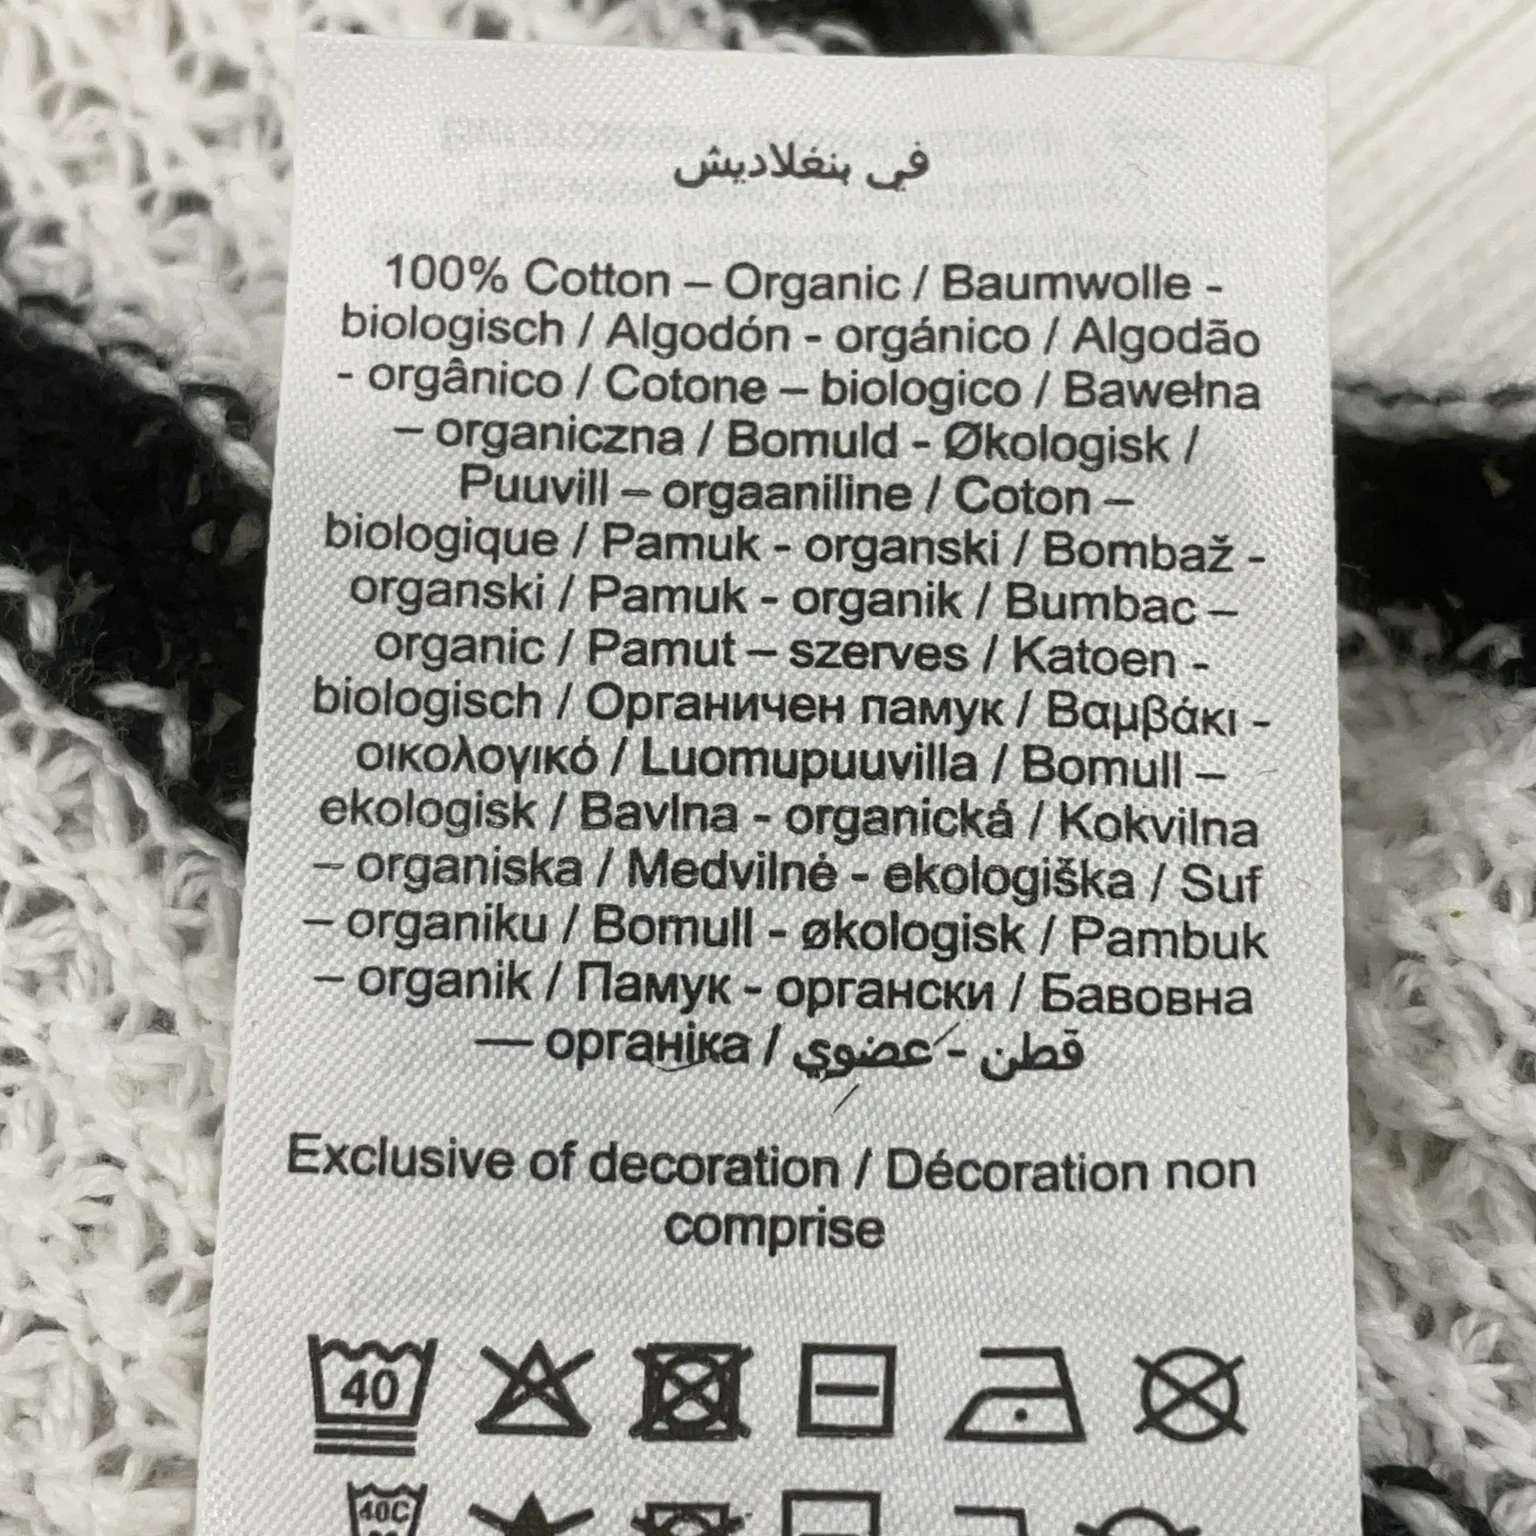 في بنغلاديش
100% Cotton – Organic / Baumwolle -
biologisch / Algodón - orgánico / Algodão
- orgânico / Cotone – biologico / Bawełna
– organiczna / Bomuld - Økologisk /
Puuvill – orgaaniline / Coton –
biologique / Pamuk - organski / Bombaž -
organski / Pamuk - organik / Bumbac –
organic / Pamut – szerves / Katoen -
biologisch / Органичен памук / Βαμβάκι -
οικολογικό / Luomupuuvilla / Bomull –
ekologisk / Bavlna - organická / Kokvilna
– organiska / Medvilnė - ekologiška / Suf
– organiku / Bomull - økologisk / Pambuk
– organik / Памук - органски / Бавовна
— органіка / قطن - عضوي
Exclusive of decoration / Décoration non
comprise
40
40C